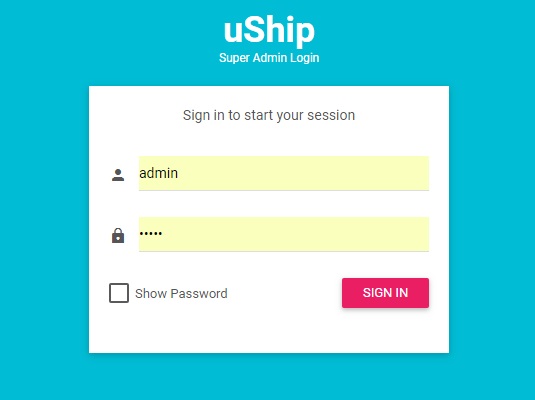 uShip
Super Admin Login
Sign in to start your session
admin
•••••
Show Password
SIGN IN